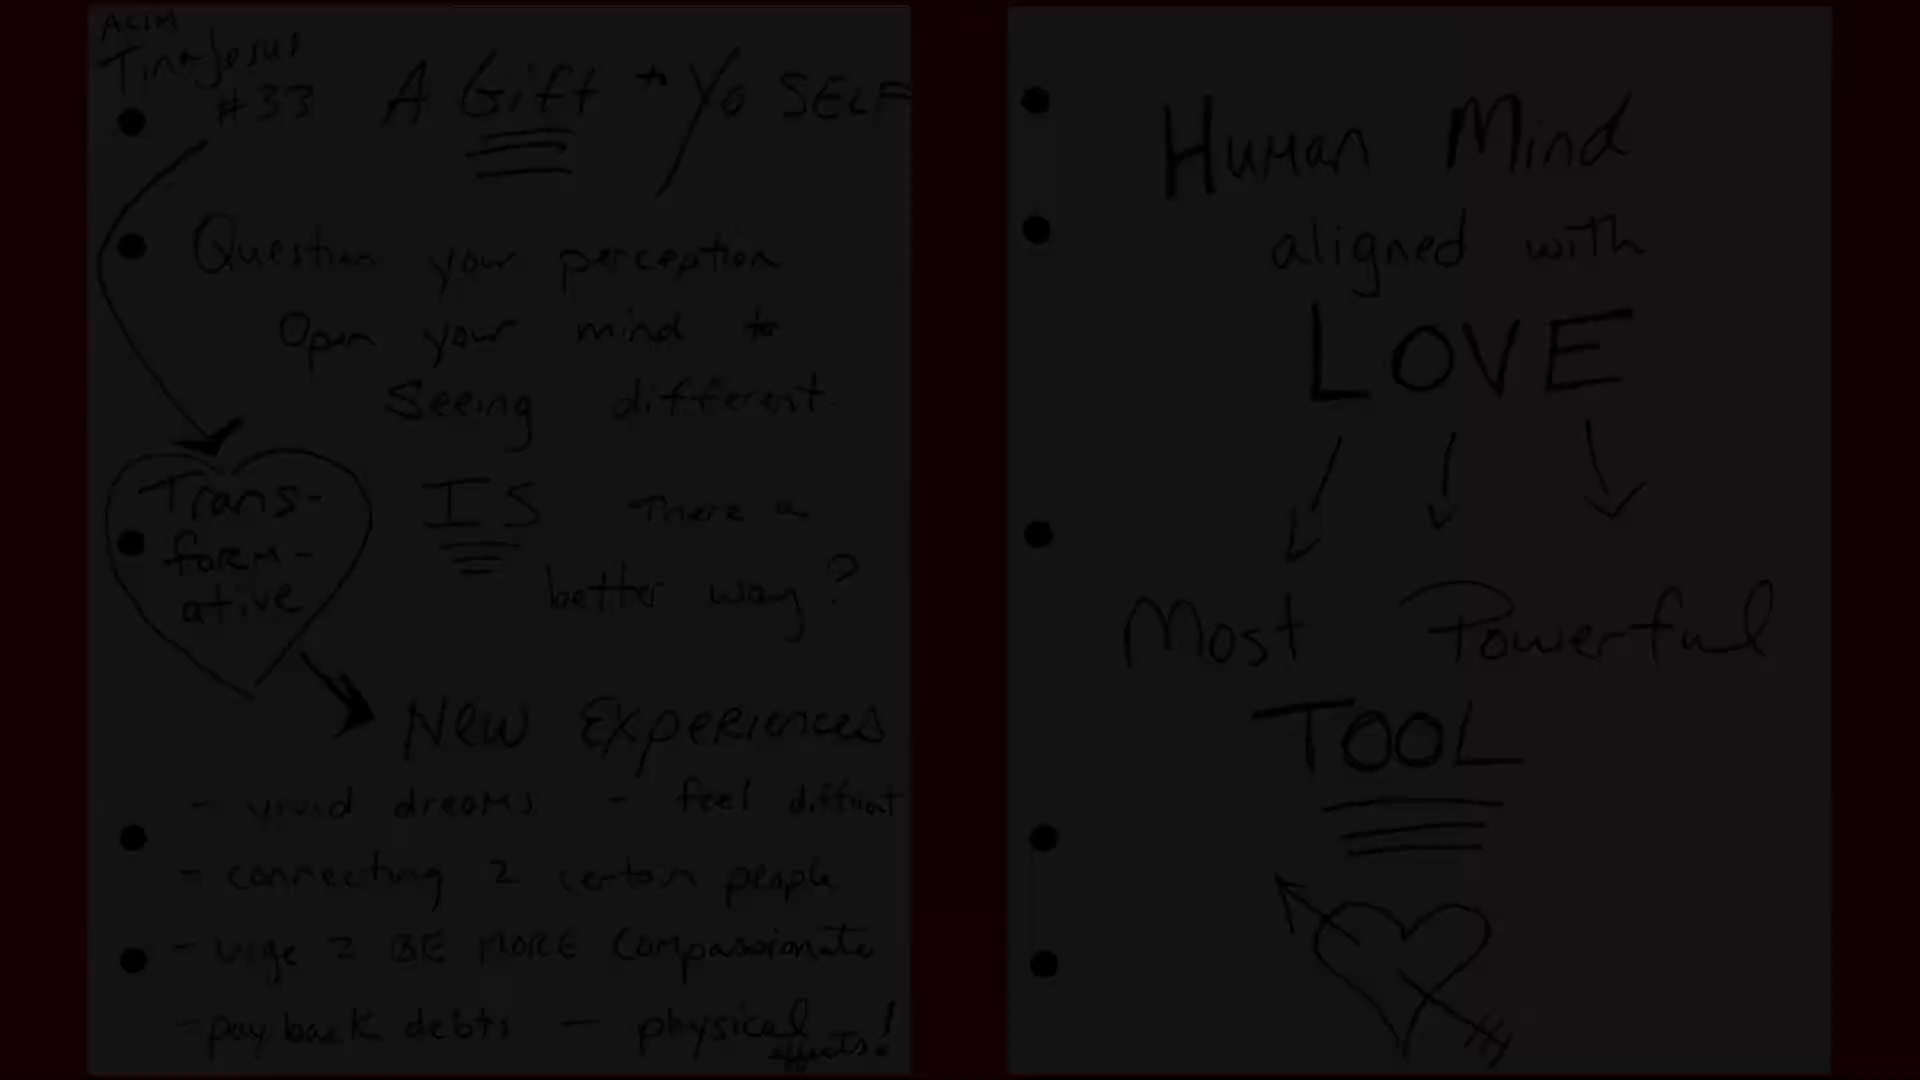 ACIM
Tina Jesus
#33
A Gift + Yo SELF
Question your perception
Open your mind to
Seeing different
IS There a
better way?
Trans-
form-
ative
New Experiences
- vivid dreams - feel diffrent
- connecting 2 certain people
- urge 2 BE MORE Compassionate
- pay back debts - physical
effects!
Human Mind
aligned with
LOVE
Most Powerful
TOOL